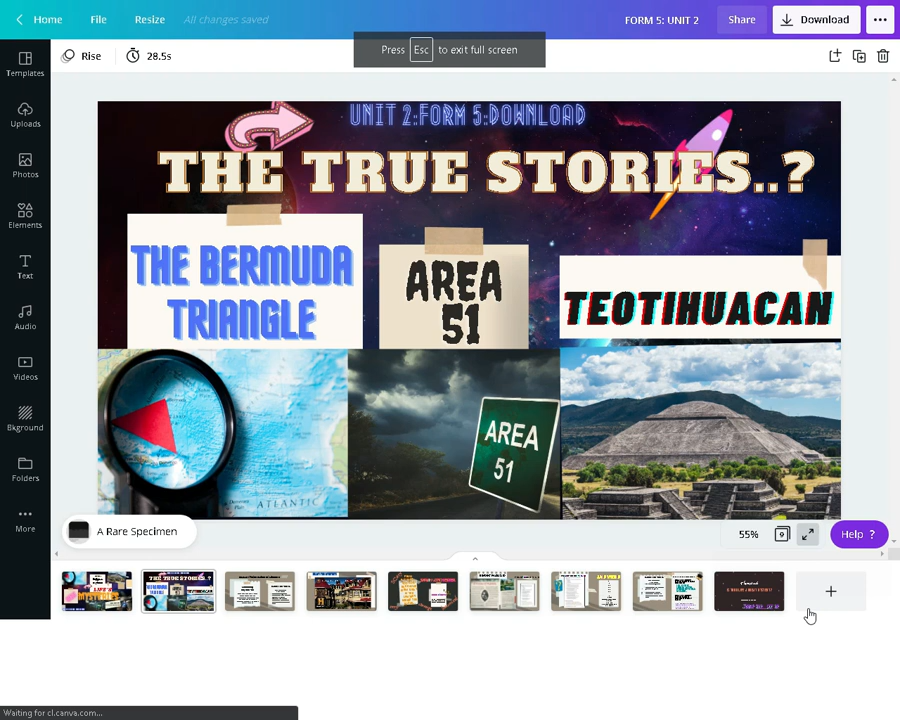 Home File Resize All changes saved FORM 5: UNIT 2 Share Download
Press Esc to exit full screen
Rise 28.5s
Templates
Uploads
Photos
Elements
Text
Audio
Videos
Bkground
Folders
More
UNIT 2:FORM 5:DOWNLOAD
THE TRUE STORIES..?
THE BERMUDA
TRIANGLE
AREA
51
TEOTIHUACAN
AREA
51
ATLANTIC
A Rare Specimen
55% 9 Help ?
THE TRUE STORIES..?
Waiting for cl.canva.com...